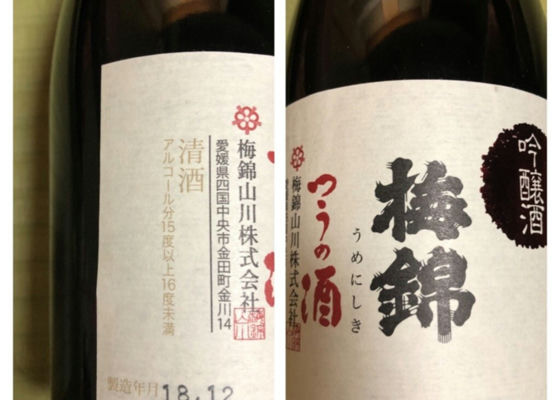 梅錦山川株式会社
愛媛県四国中央市金田町金川14
清酒
アルコール分15度以上16度未満
製造年月18.12
吟醸酒
梅錦
うめにしき
つうの酒
梅錦山川株式会社